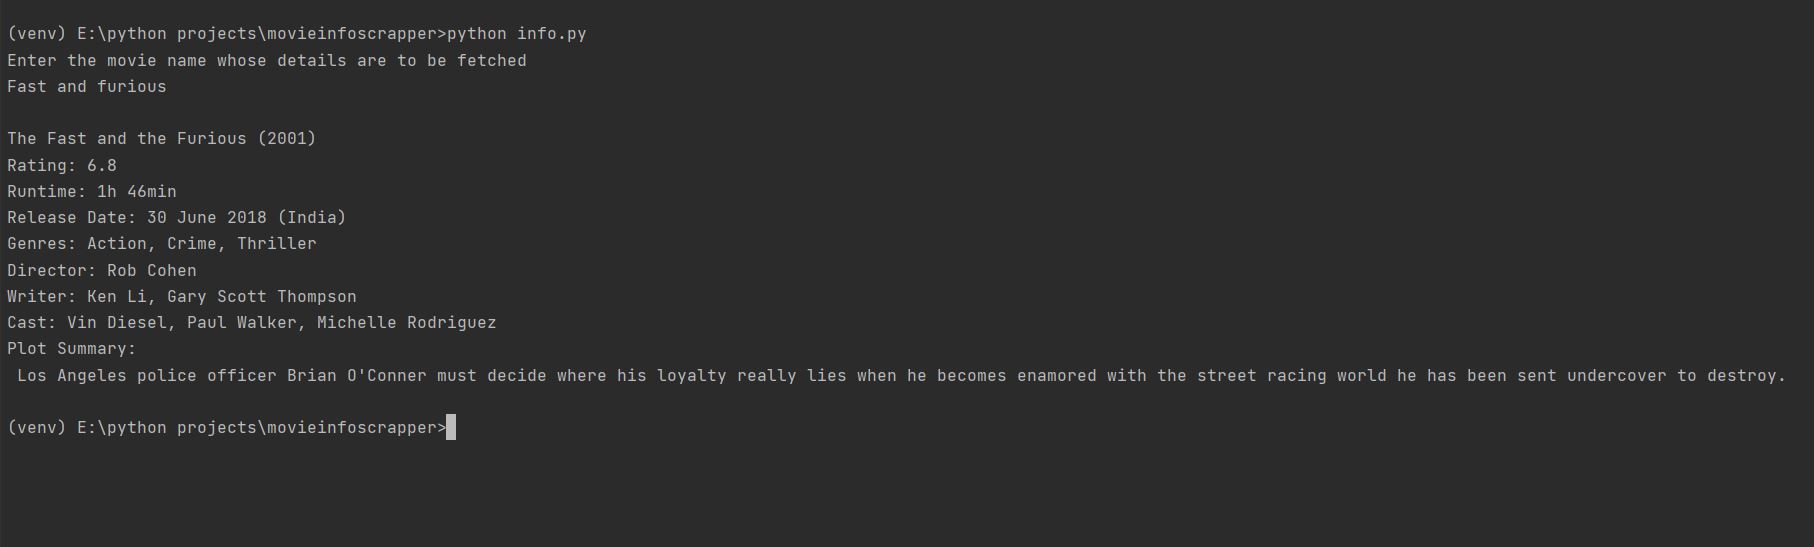 (venv) E:\python projects\movieinfoscrapper>python info.py
Enter the movie name whose details are to be fetched
Fast and furious
The Fast and the Furious (2001)
Rating: 6.8
Runtime: 1h 46min
Release Date: 30 June 2018 (India)
Genres: Action, Crime, Thriller
Director: Rob Cohen
Writer: Ken Li, Gary Scott Thompson
Cast: Vin Diesel, Paul Walker, Michelle Rodriguez
Plot Summary:
 Los Angeles police officer Brian O'Conner must decide where his loyalty really lies when he becomes enamored with the street racing world he has been sent undercover to destroy.
(venv) E:\python projects\movieinfoscrapper>